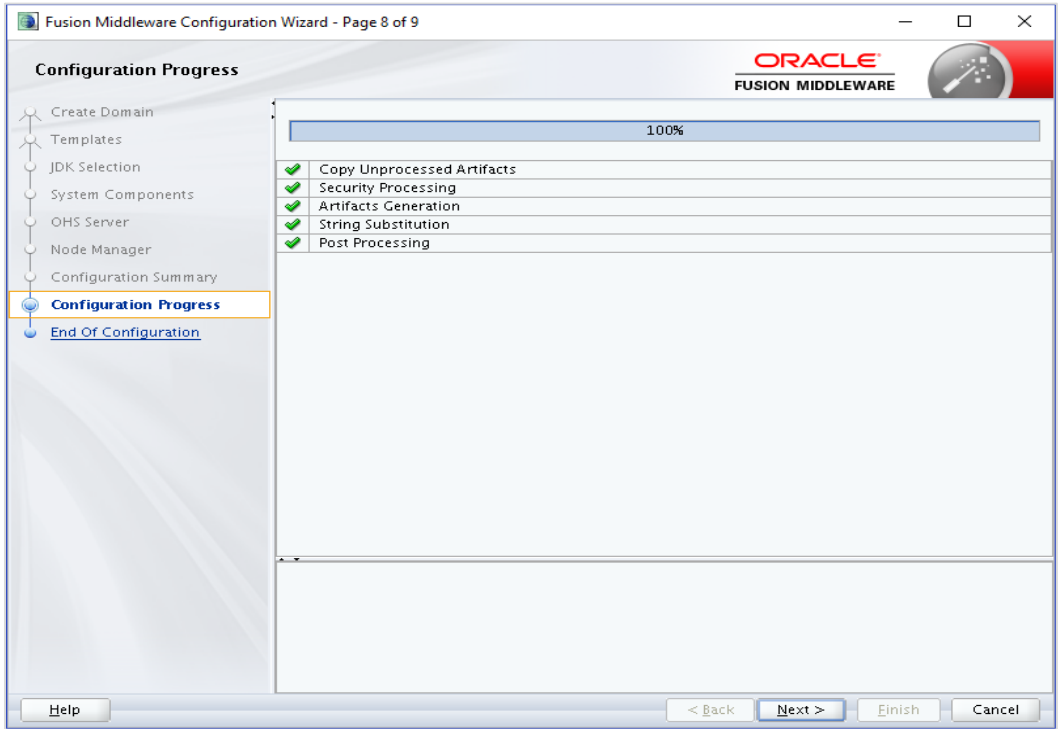 Fusion Middleware Configuration Wizard - Page 8 of 9
Configuration Progress
ORACLE
FUSION MIDDLEWARE
Create Domain
Templates
JDK Selection
System Components
OHS Server
Node Manager
Configuration Summary
Configuration Progress
End Of Configuration
100%
Copy Unprocessed Artifacts
Security Processing
Artifacts Generation
String Substitution
Post Processing
Help
< Back
Next >
Finish
Cancel